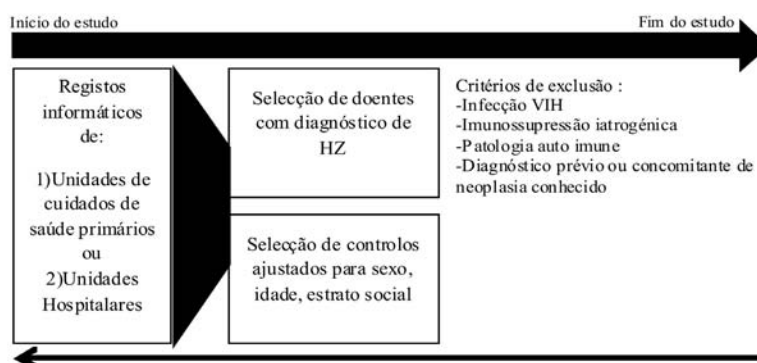 Início do estudo
Fim do estudo
Registos
informáticos
de:
1)Unidades de
cuidados de
saúde primários
ou
2)Unidades
Hospitalares
Selecção de doentes
com diagnóstico de
HZ
Selecção de controlos
ajustados para sexo,
idade, estrato social
Critérios de exclusão :
-Infecção VIH
-Imunossupressão iatrogénica
-Patologia auto imune
-Diagnóstico prévio ou concomitante de
neoplasia conhecido